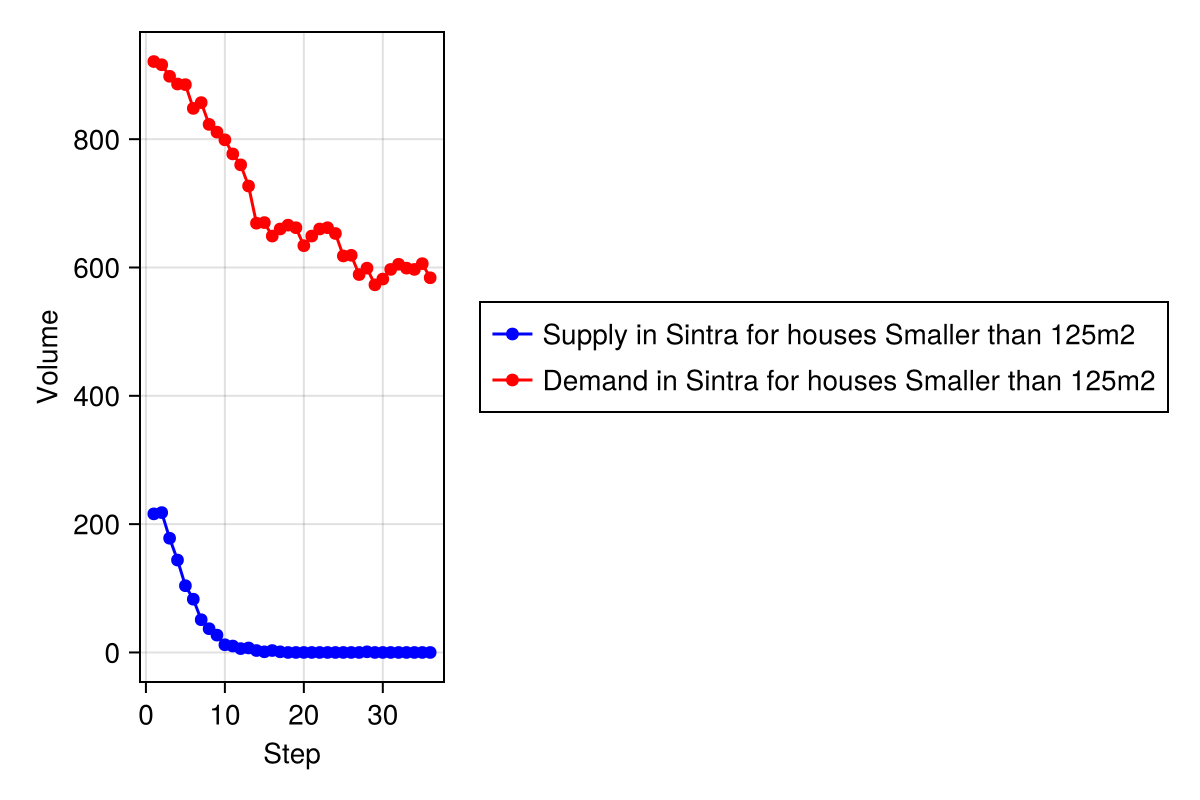 800
600
400
200
0
Volume
0 10 20 30
Step
Supply in Sintra for houses Smaller than 125m2
Demand in Sintra for houses Smaller than 125m2